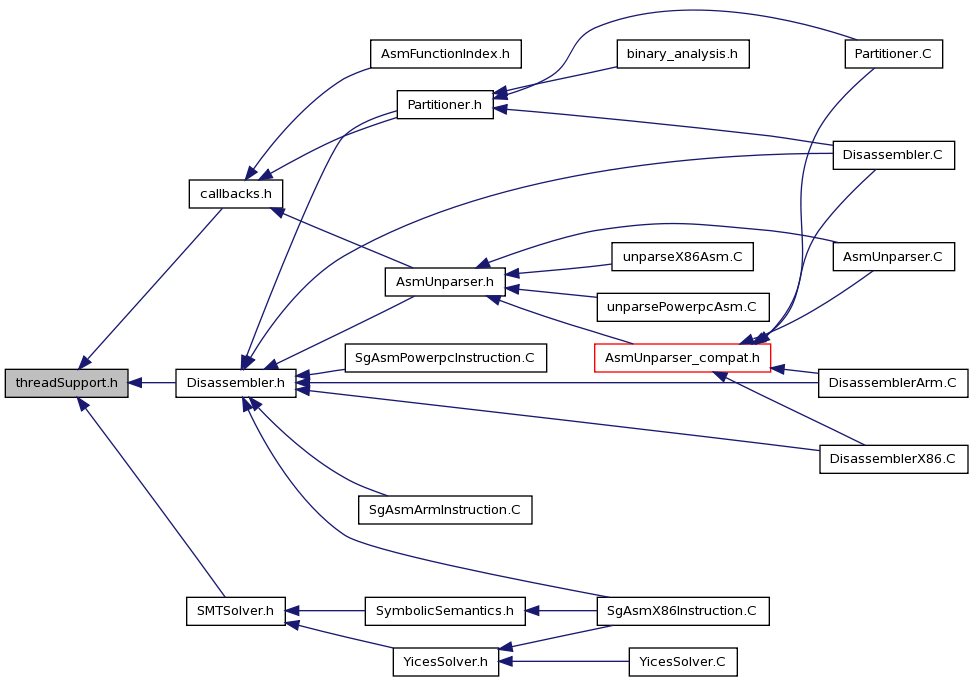 AsmFunctionIndex.h
binary_analysis.h
Partitioner.C
Partitioner.h
Disassembler.C
callbacks.h
AsmUnparser.C
unparseX86Asm.C
AsmUnparser.h
unparsePowerpcAsm.C
SgAsmPowerpcInstruction.C
AsmUnparser_compat.h
threadSupport.h
Disassembler.h
DisassemblerArm.C
DisassemblerX86.C
SgAsmArmInstruction.C
SMTSolver.h
SymbolicSemantics.h
SgAsmX86Instruction.C
YicesSolver.h
YicesSolver.C